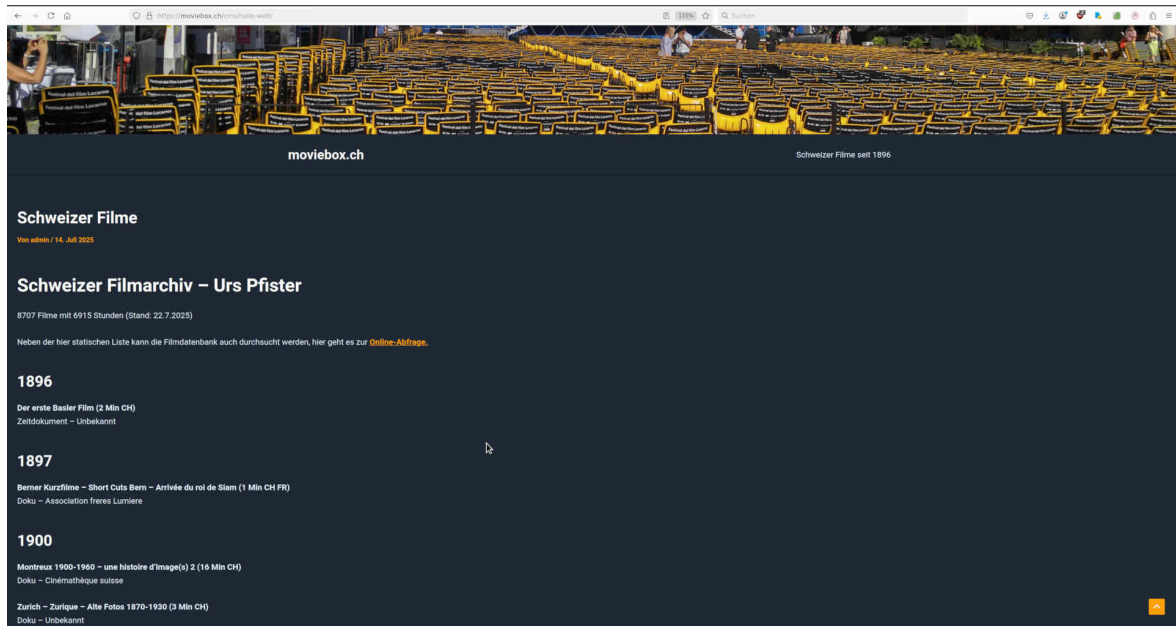 https://moviebox.ch/cms/hallo-welt/
110%
Suchen
moviebox.ch
Schweizer Filme seit 1896
Schweizer Filme
Von admin / 14. Juli 2025
Schweizer Filmarchiv – Urs Pfister
8707 Filme mit 6915 Stunden (Stand: 22.7.2025)
Neben der hier statischen Liste kann die Filmdatenbank auch durchsucht werden, hier geht es zur Online-Abfrage.
1896
Der erste Basler Film (2 Min CH)
Zeitdokument – Unbekannt
1897
Berner Kurzfilme – Short Cuts Bern – Arrivée du roi de Siam (1 Min CH FR)
Doku – Association freres Lumiere
1900
Montreux 1900-1960 – une histoire d'image(s) 2 (16 Min CH)
Doku – Cinémathèque suisse
Zurich – Zurique – Alte Fotos 1870-1930 (3 Min CH)
Doku – Unbekannt